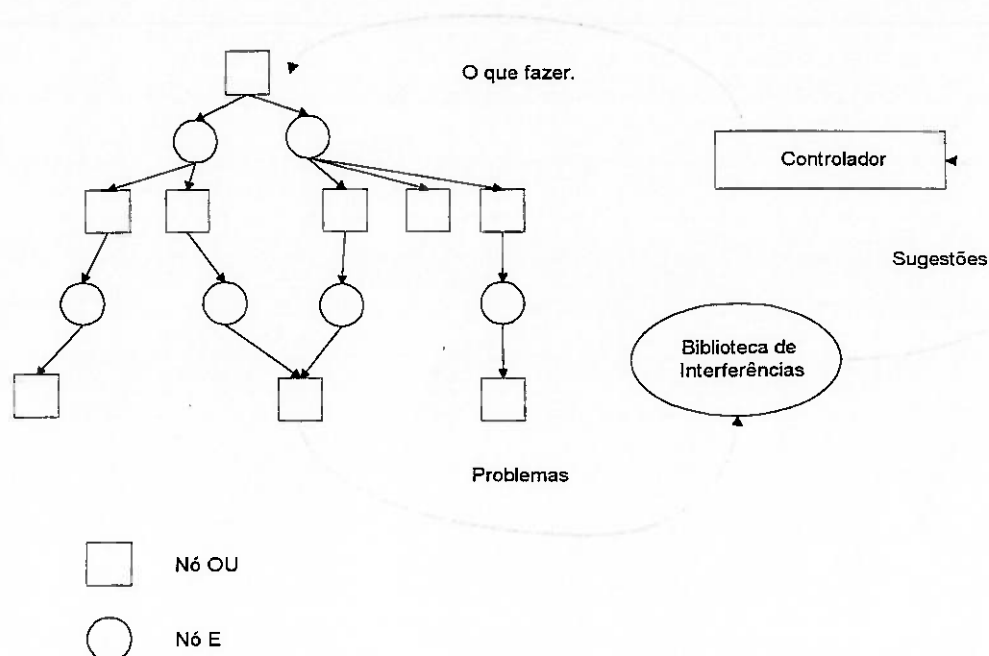 O que fazer.
Controlador
Sugestões
Biblioteca de
Interferências
Problemas
Nó OU
Nó E